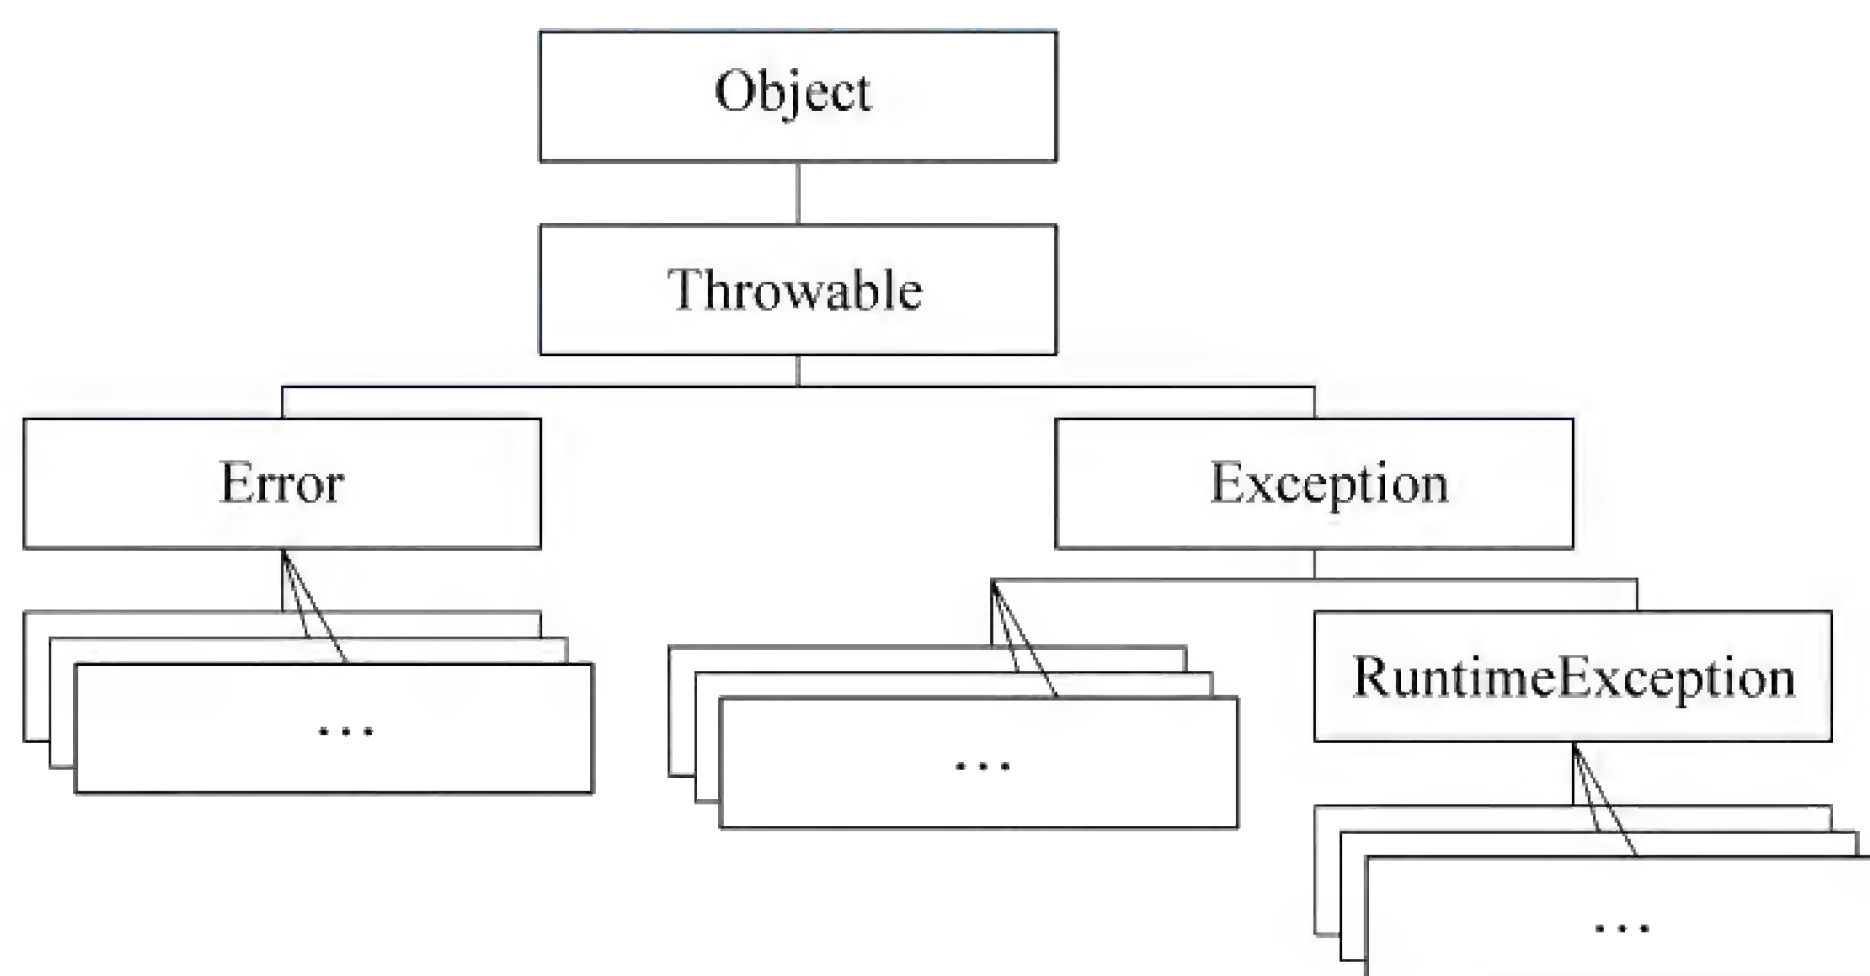 Object
Throwable
Error
Exception
RuntimeException
...
...
...